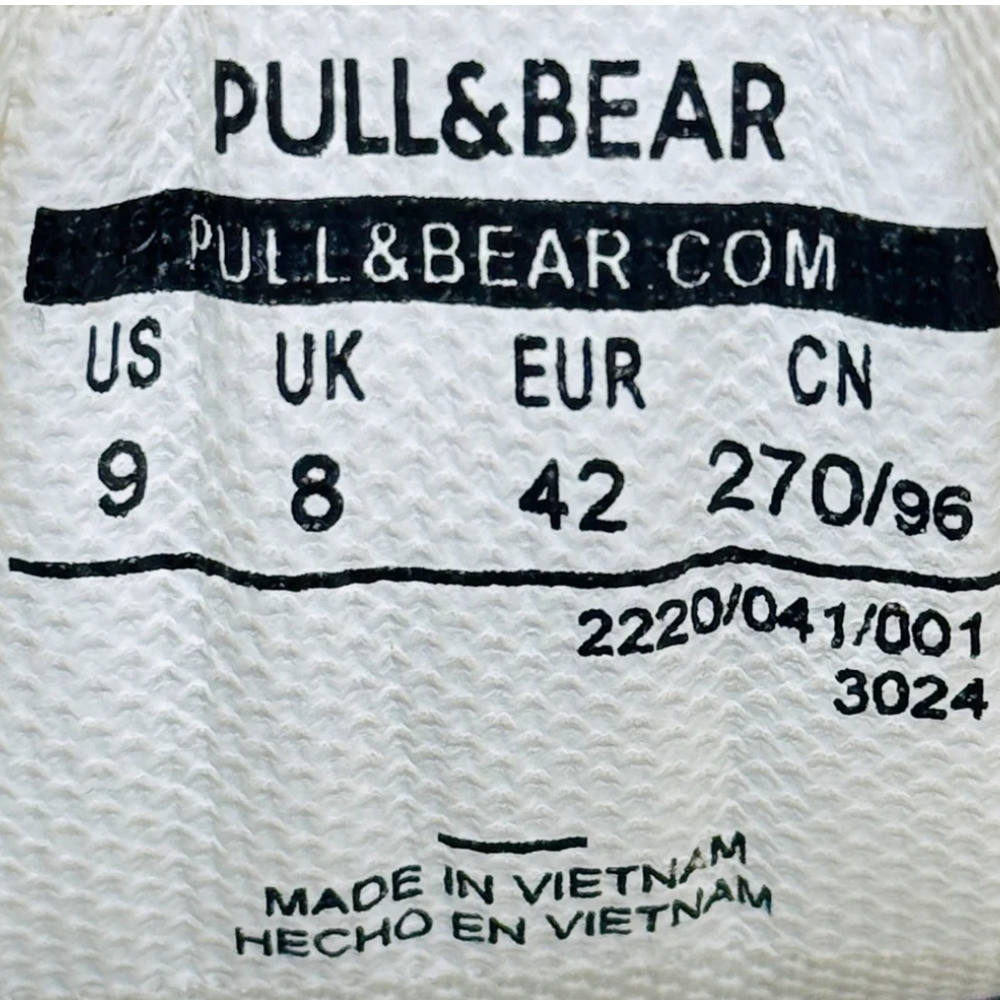 PULL&BEAR
PULL&BEAR.COM
US UK EUR CN
9 8 42 270/96
2220/041/001
3024
MADE IN VIETNAM
HECHO EN VIETNAM